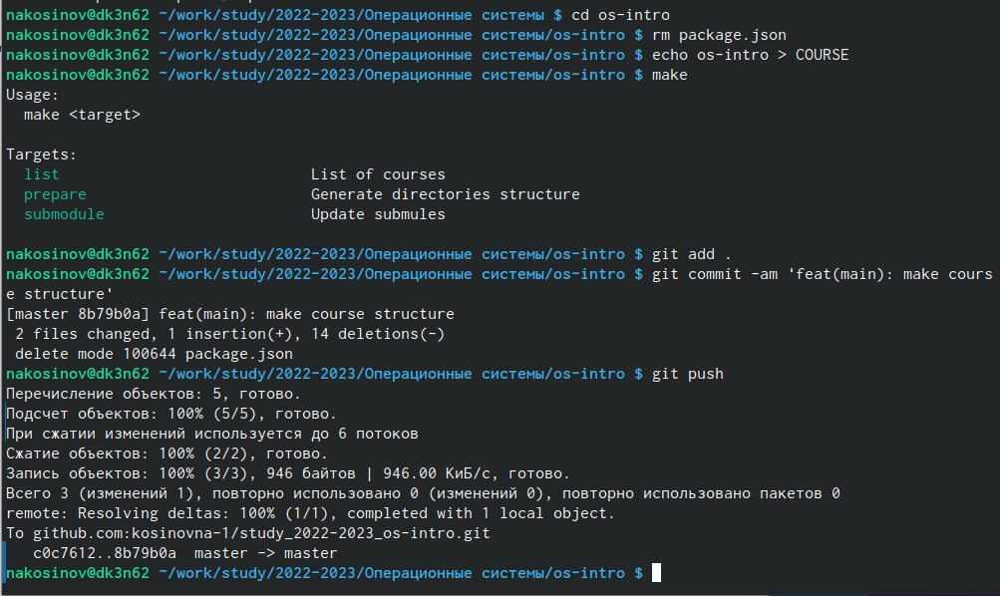 nakosinov@dk3n62 ~/work/study/2022-2023/Операционные системы $ cd os-intro
nakosinov@dk3n62 ~/work/study/2022-2023/Операционные системы/os-intro $ rm package.json
nakosinov@dk3n62 ~/work/study/2022-2023/Операционные системы/os-intro $ echo os-intro > COURSE
nakosinov@dk3n62 ~/work/study/2022-2023/Операционные системы/os-intro $ make
Usage:
  make <target>

Targets:
  list                            List of courses
  prepare                         Generate directories structure
  submodule                       Update submules

nakosinov@dk3n62 ~/work/study/2022-2023/Операционные системы/os-intro $ git add .
nakosinov@dk3n62 ~/work/study/2022-2023/Операционные системы/os-intro $ git commit -am 'feat(main): make cours
e structure'
[master 8b79b0a] feat(main): make course structure
 2 files changed, 1 insertion(+), 14 deletions(-)
 delete mode 100644 package.json
nakosinov@dk3n62 ~/work/study/2022-2023/Операционные системы/os-intro $ git push
Перечисление объектов: 5, готово.
Подсчет объектов: 100% (5/5), готово.
При сжатии изменений используется до 6 потоков
Сжатие объектов: 100% (2/2), готово.
Запись объектов: 100% (3/3), 946 байтов | 946.00 КиБ/с, готово.
Всего 3 (изменений 1), повторно использовано 0 (изменений 0), повторно использовано пакетов 0
remote: Resolving deltas: 100% (1/1), completed with 1 local object.
To github.com:kosinovna-1/study_2022-2023_os-intro.git
   c0c7612..8b79b0a  master -> master
nakosinov@dk3n62 ~/work/study/2022-2023/Операционные системы/os-intro $